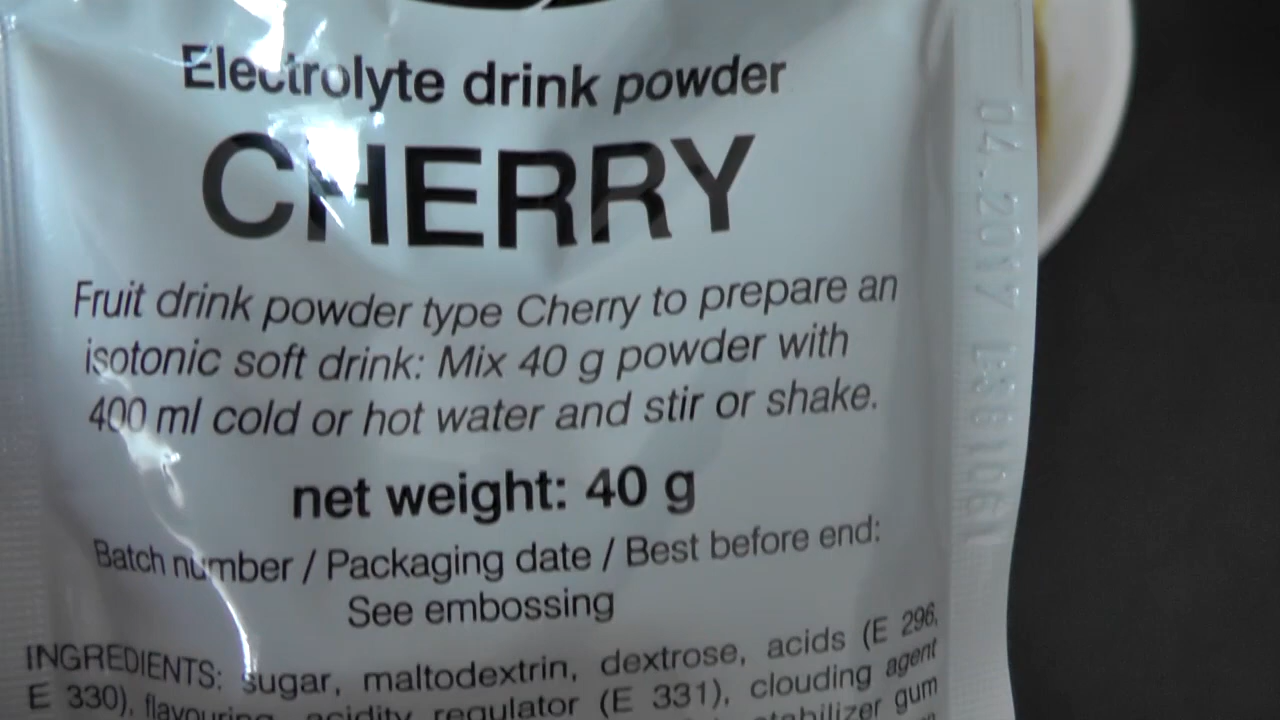 Electrolyte drink powder
CHERRY
Fruit drink powder type Cherry to prepare an
isotonic soft drink: Mix 40 g powder with
400 ml cold or hot water and stir or shake.
net weight: 40 g
Batch number / Packaging date / Best before end:
See embossing
INGREDIENTS: sugar, maltodextrin, dextrose, acids (E 296,
E 330), flavouring, acidity regulator (E 331), clouding agent
stabilizer gum
04.2017